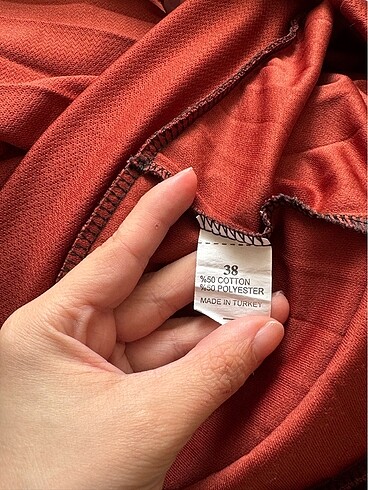 38
%50 COTTON
%50 POLYESTER
MADE IN TURKEY